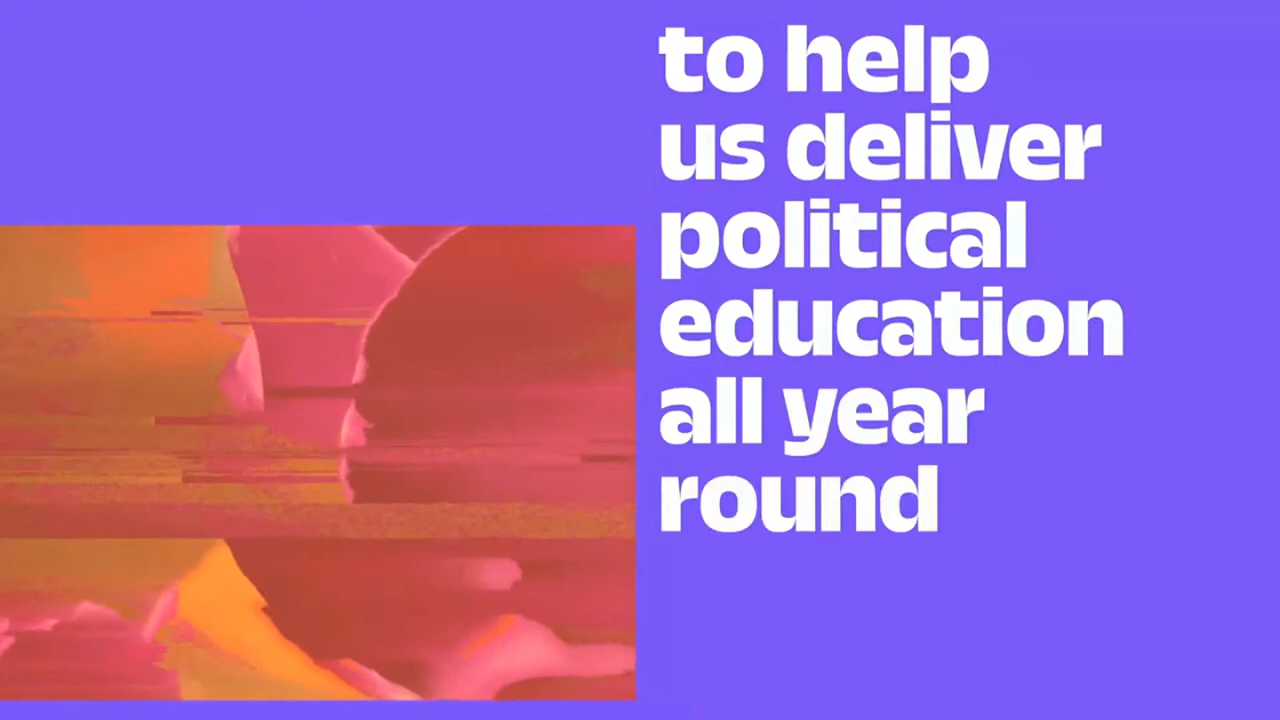 to help
us deliver
political
education
all year
round